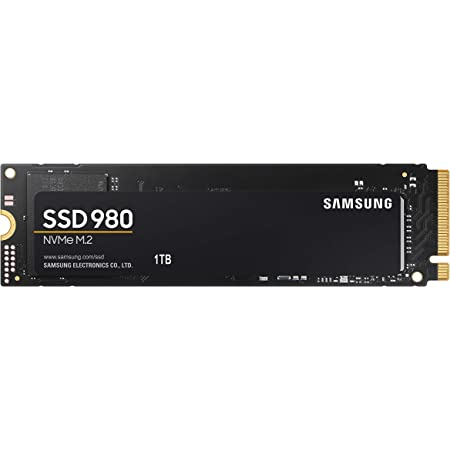 SSD 980
NVMe M.2
www.samsung.com/ssd
SAMSUNG ELECTRONICS CO., LTD.
1TB
SAMSUNG